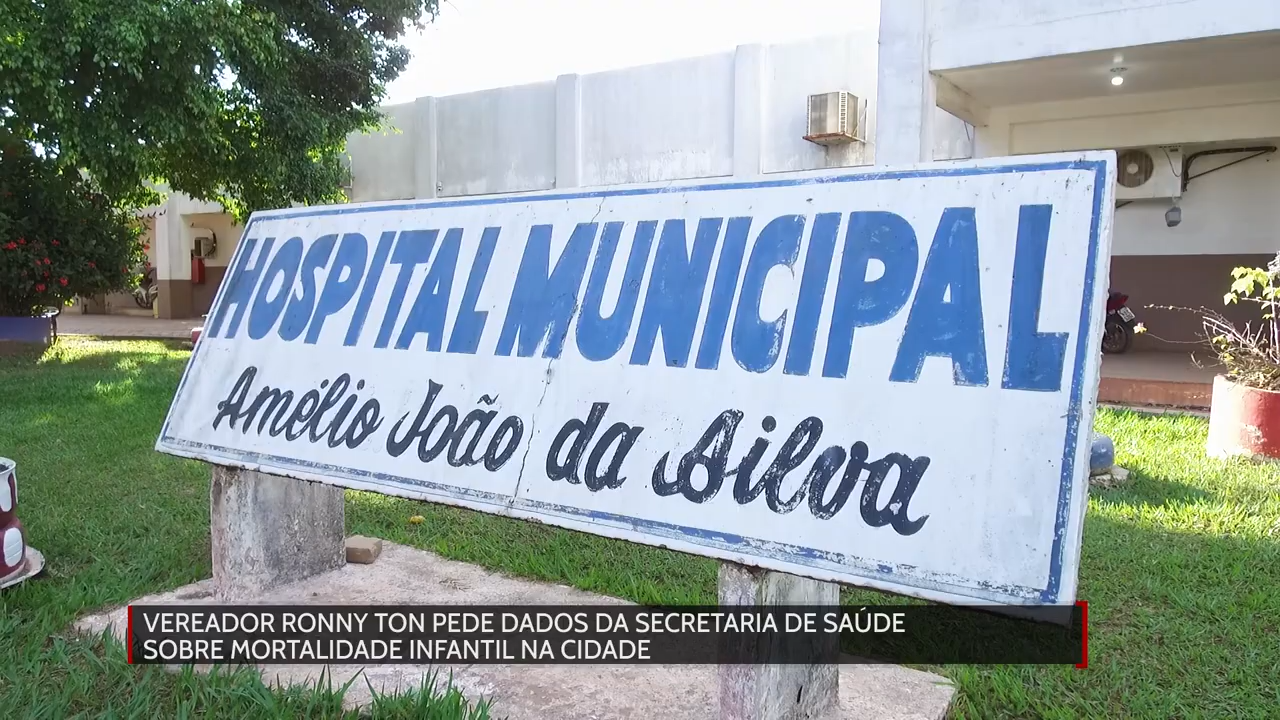 HOSPITAL MUNICIPAL
Amélio João da Silva
VEREADOR RONNY TON PEDE DADOS DA SECRETARIA DE SAÚDE
SOBRE MORTALIDADE INFANTIL NA CIDADE